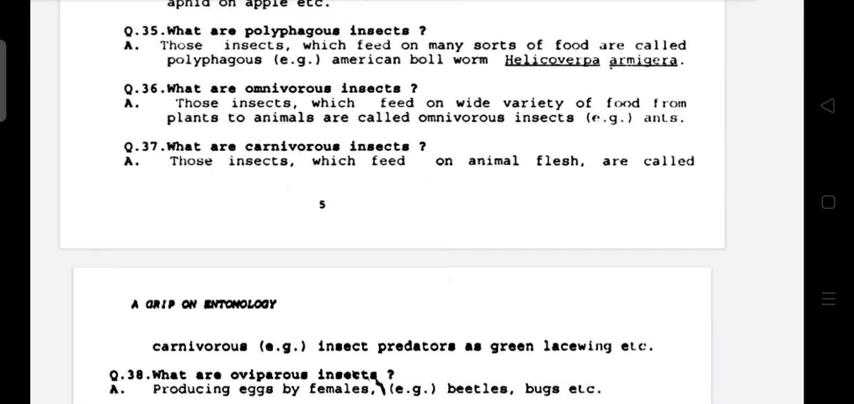 aphid on apple etc.
Q.35.What are polyphagous insects ?
A. Those insects, which feed on many sorts of food are called
polyphagous (e.g.) american boll worm Helicoverpa armigera.
Q.36.What are omnivorous insects ?
A. Those insects, which feed on wide variety of food from
plants to animals are called omnivorous insects (e.g.) ants.
Q.37.What are carnivorous insects ?
A. Those insects, which feed on animal flesh, are called
5
A GRIP ON ENTONOLOGY
carnivorous (e.g.) insect predators as green lacewing etc.
Q.38.What are oviparous insects ?
A. Producing eggs by females, (e.g.) beetles, bugs etc.